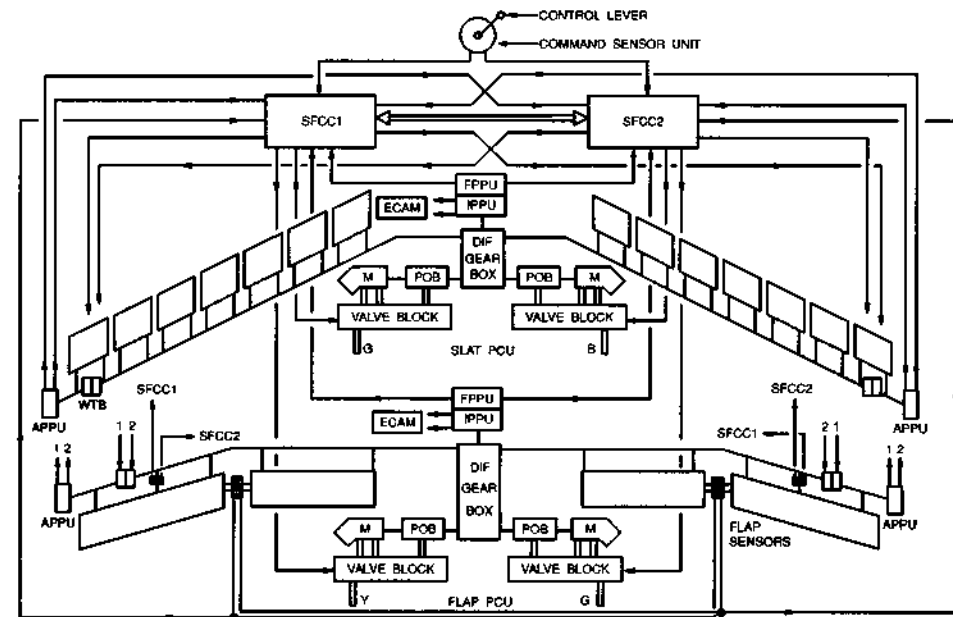 CONTROL LEVER
COMMAND SENSOR UNIT
SFCC1
SFCC2
FPPU
ECAM
IPPU
DIF
GEAR
BOX
M
POB
POB
M
VALVE BLOCK
VALVE BLOCK
G
SLAT PCU
B
WTB
SFCC1
SFCC2
APPU
APPU
FPPU
ECAM
IPPU
1 2
1 2
SFCC2
SFCC1
2 1
1 2
DIF
GEAR
BOX
APPU
APPU
FLAP
SENSORS
M
POB
POB
M
VALVE BLOCK
VALVE BLOCK
Y
FLAP PCU
G